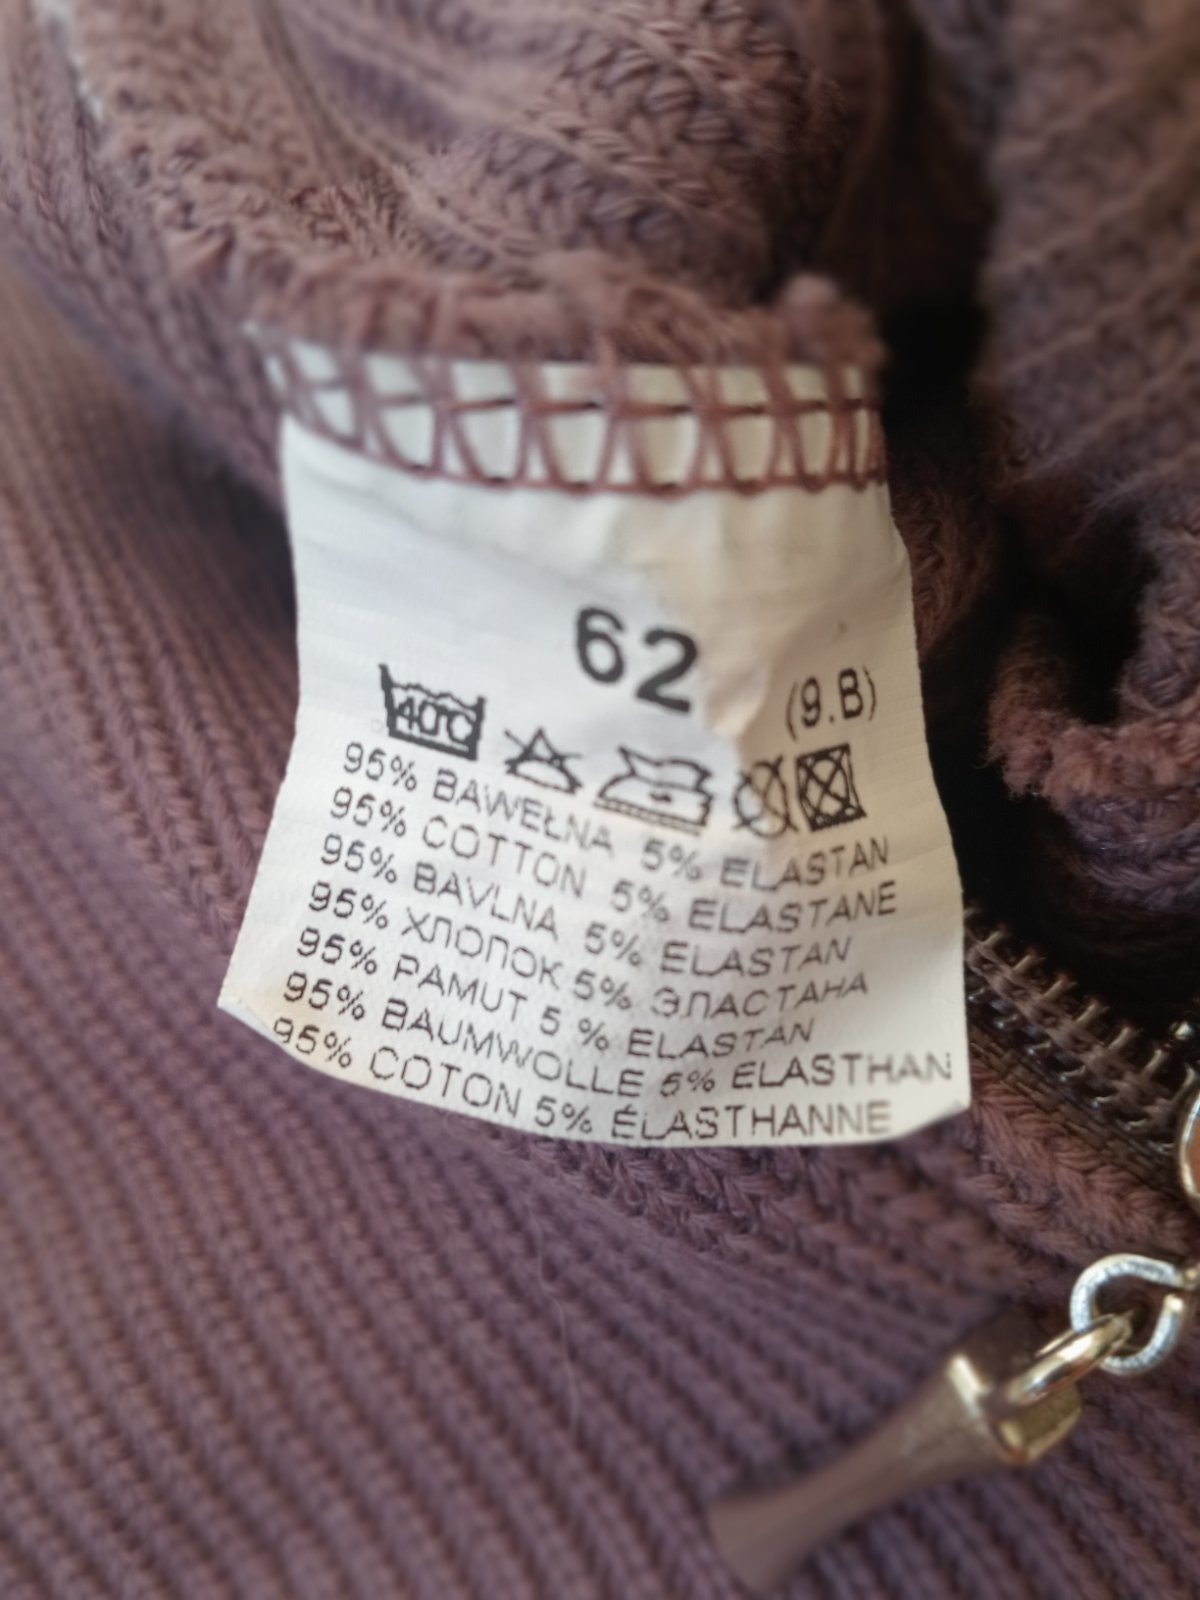 62
(9.B)
40°C
95% BAWEŁNA 5% ELASTAN
95% COTTON 5% ELASTANE
95% BAVLNA 5% ELASTAN
95% ХЛОПОК 5% ЭЛАСТАНА
95% PAMUT 5 % ELASTAN
95% BAUMWOLLE 5% ELASTHAN
95% COTON 5% ÉLASTHANNE